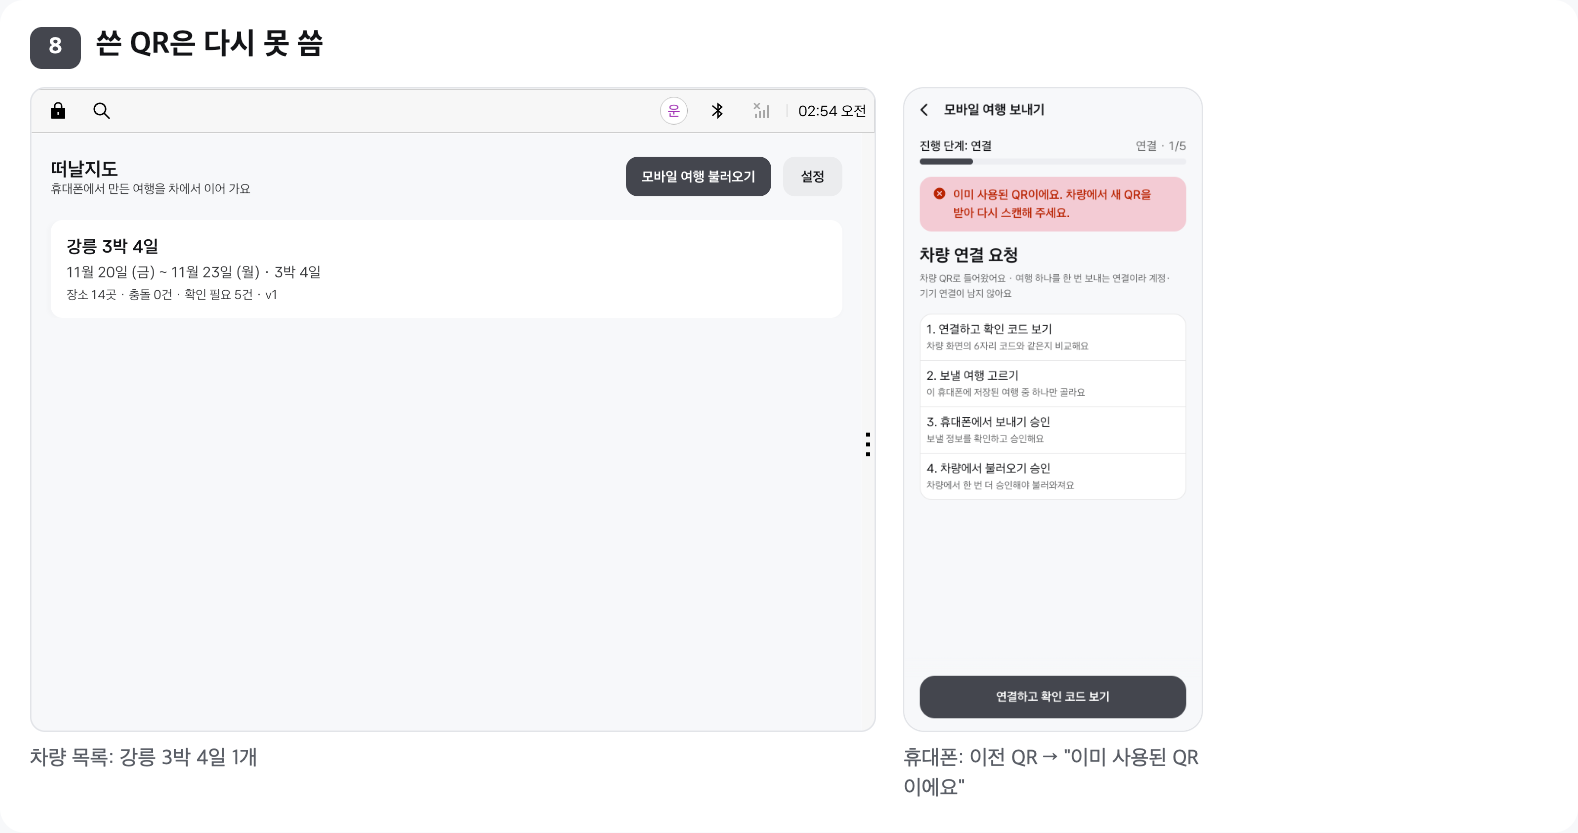 8 쓴 QR은 다시 못 씀
운 02:54 오전
떠날지도
휴대폰에서 만든 여행을 차에서 이어 가요
모바일 여행 불러오기
설정
강릉 3박 4일
11월 20일 (금) ~ 11월 23일 (월) · 3박 4일
장소 14곳 · 충돌 0건 · 확인 필요 5건 · v1
차량 목록: 강릉 3박 4일 1개
모바일 여행 보내기
진행 단계: 연결
연결 · 1/5
이미 사용된 QR이에요. 차량에서 새 QR을
받아 다시 스캔해 주세요.
차량 연결 요청
차량 QR로 들어왔어요 · 여행 하나를 한 번 보내는 연결이라 계정·
기기 연결이 남지 않아요
1. 연결하고 확인 코드 보기
차량 화면의 6자리 코드와 같은지 비교해요
2. 보낼 여행 고르기
이 휴대폰에 저장된 여행 중 하나만 골라요
3. 휴대폰에서 보내기 승인
보낼 정보를 확인하고 승인해요
4. 차량에서 불러오기 승인
차량에서 한 번 더 승인해야 불러와져요
연결하고 확인 코드 보기
휴대폰: 이전 QR → "이미 사용된 QR
이에요"